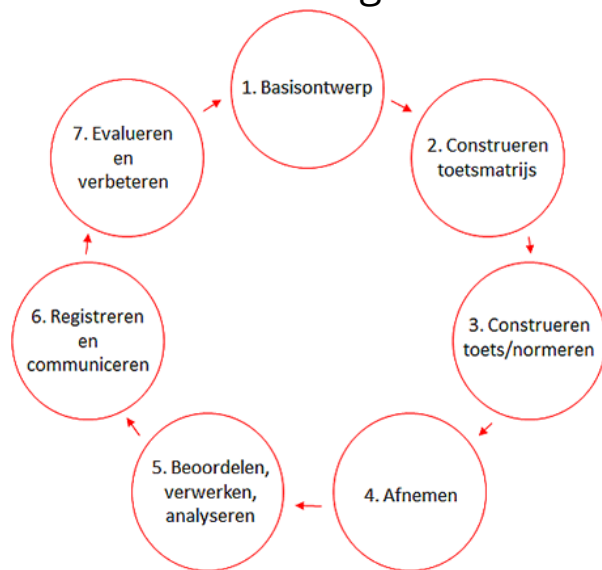 1. Basisontwerp
2. Construeren
toetsmatrijs
3. Construeren
toets/normeren
4. Afnemen
5. Beoordelen,
verwerken,
analyseren
6. Registreren
en
communiceren
7. Evalueren
en
verbeteren